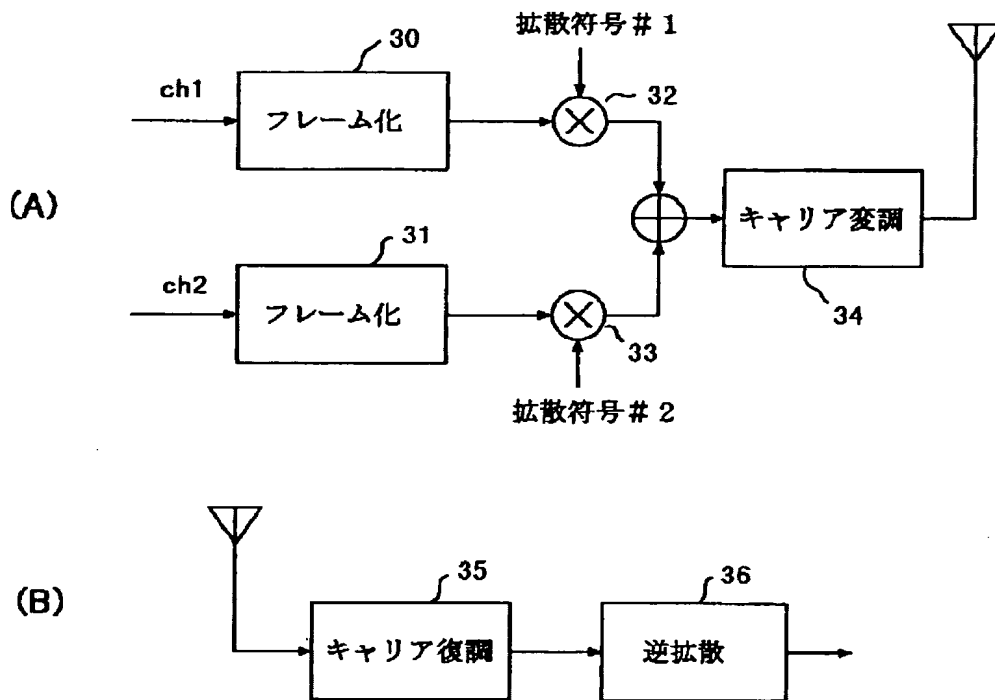 拡散符号＃1
30
ch1
フレーム化
32
(A)
キャリア変調
31
ch2
フレーム化
34
33
拡散符号＃2
(B)
35
36
キャリア復調
逆拡散